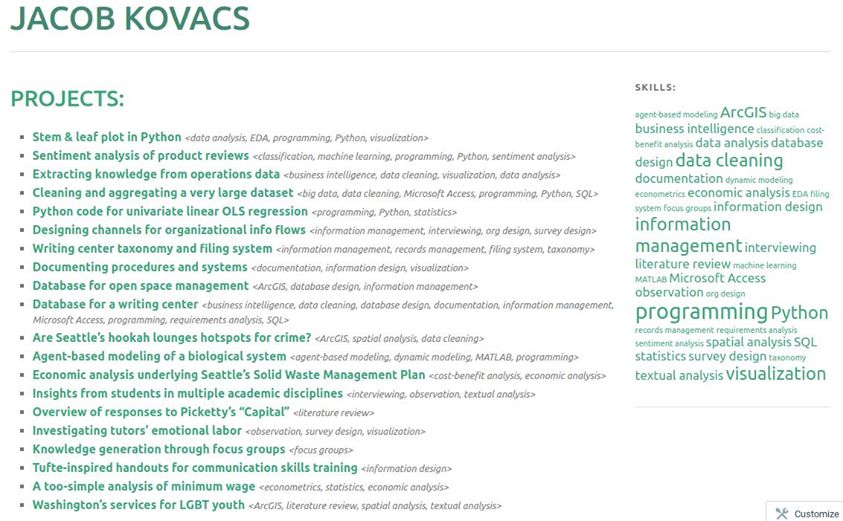 JACOB KOVACS
PROJECTS:
Stem & leaf plot in Python <data analysis, EDA, programming, Python, visualization>
Sentiment analysis of product reviews <classification, machine learning, programming, Python, sentiment analysis>
Extracting knowledge from operations data <business intelligence, data cleaning, visualization, data analysis>
Cleaning and aggregating a very large dataset <big data, data cleaning, Microsoft Access, programming, Python, SQL>
Python code for univariate linear OLS regression <programming, Python, statistics>
Designing channels for organizational info flows <information management, interviewing, org design, survey design>
Writing center taxonomy and filing system <information management, records management, filing system, taxonomy>
Documenting procedures and systems <documentation, information design, visualization>
Database for open space management <ArcGIS, database design, information management>
Database for a writing center <business intelligence, data cleaning, database design, documentation, information management,
Microsoft Access, programming, requirements analysis, SQL>
Are Seattle's hookah lounges hotspots for crime? <ArcGIS, spatial analysis, data cleaning>
Agent-based modeling of a biological system <agent-based modeling, dynamic modeling, MATLAB, programming>
Economic analysis underlying Seattle's Solid Waste Management Plan <cost-benefit analysis, economic analysis>
Insights from students in multiple academic disciplines <interviewing, observation, textual analysis>
Overview of responses to Picketty's "Capital" <literature review>
Investigating tutors' emotional labor <observation, survey design, visualization>
Knowledge generation through focus groups <focus groups>
Tufte-inspired handouts for communication skills training <information design>
A too-simple analysis of minimum wage <econometrics, statistics, economic analysis>
Washington's services for LGBT youth <ArcGIS, literature review, spatial analysis, textual analysis>
SKILLS:
agent-based modeling ArcGIS big data
business intelligence classification cost-
benefit analysis data analysis database
design data cleaning
documentation dynamic modeling
econometrics economic analysis EDA filing
system focus groups information design
information
management interviewing
literature review machine learning
MATLAB Microsoft Access
observation org design
programming Python
records management requirements analysis
sentiment analysis spatial analysis SQL
statistics survey design taxonomy
textual analysis visualization
Customize